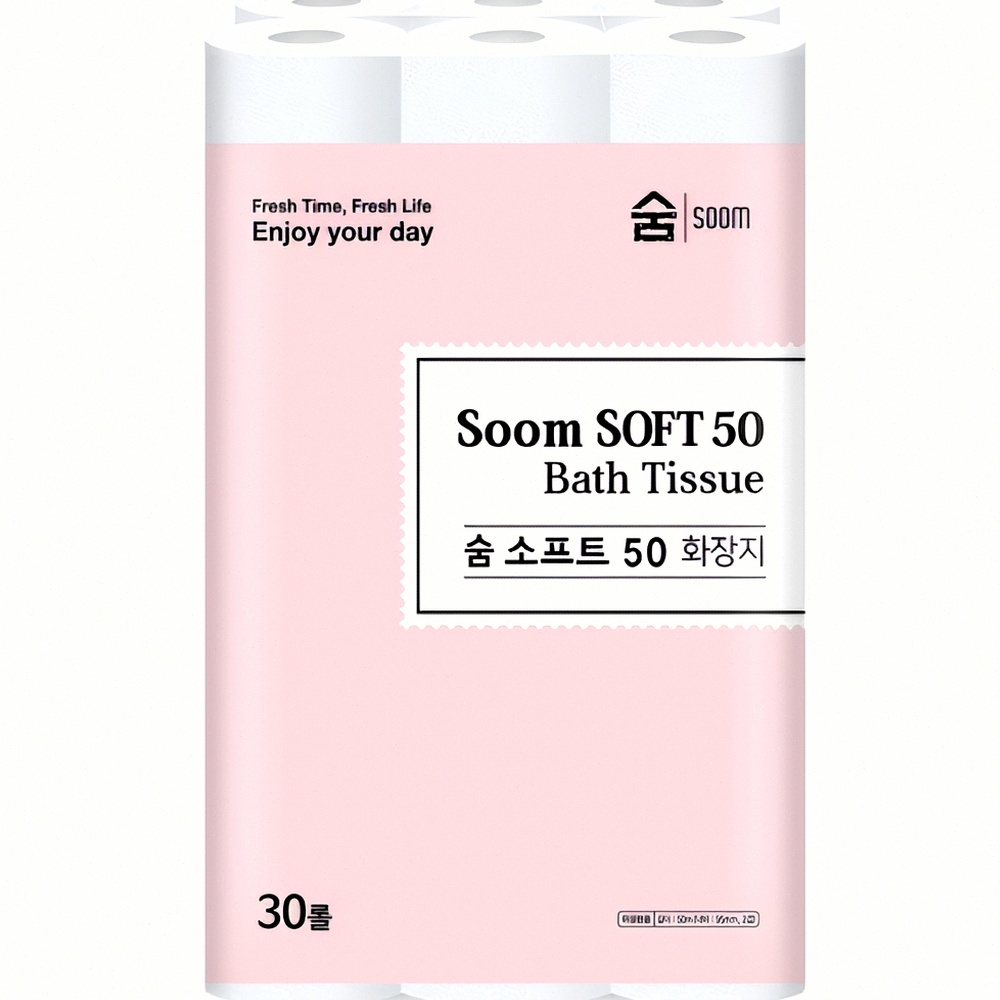 Fresh Time, Fresh Life
Enjoy your day
숨 SOOM
Soom SOFT 50
Bath Tissue
숨 소프트 50 화장지
30롤